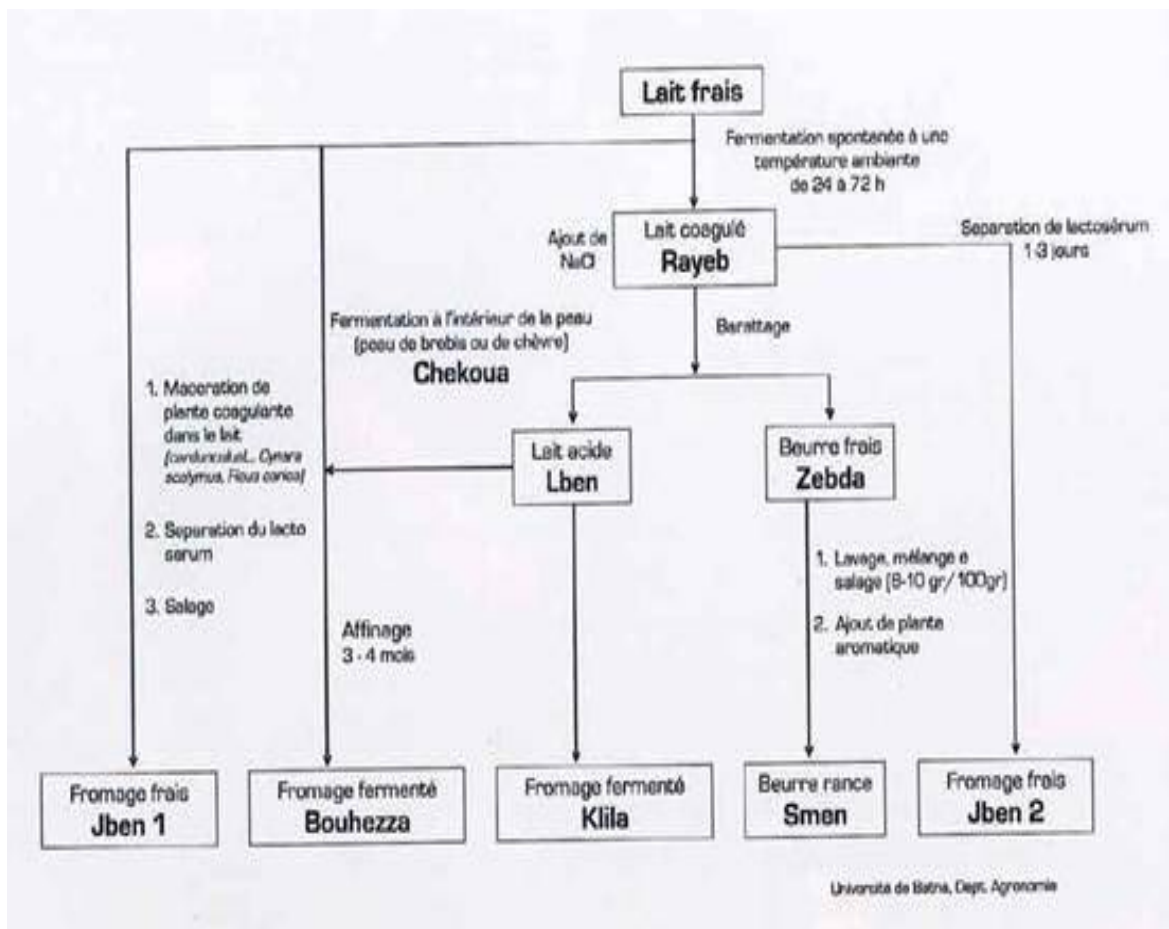 Lait frais
Fermentation spontanée à une
température ambiante
de 24 à 72 h
Ajout de
NaCl
Lait coagulé
Rayeb
Separation de lactosérum
1-3 jours
Fermentation à l'intérieur de la peau
(peau de brebis ou de chèvre)
Chekoua
Barattage
1. Maceration de
plante coagulante
dans le lait
Cynara
scolymus, Ficus carica)
2. Separation du lacto
serum
3. Salage
Lait acide
Lben
Beurre frais
Zebda
1. Lavage, mélange e
salage (8-10 gr/100gr)
2. Ajout de plante
aromatique
Affinage
3 - 4 mois
Fromage frais
Jben 1
Fromage fermenté
Bouhezza
Fromage fermenté
Klila
Beurre rance
Smen
Fromage frais
Jben 2
Université de Batna, Dept. Agronomie